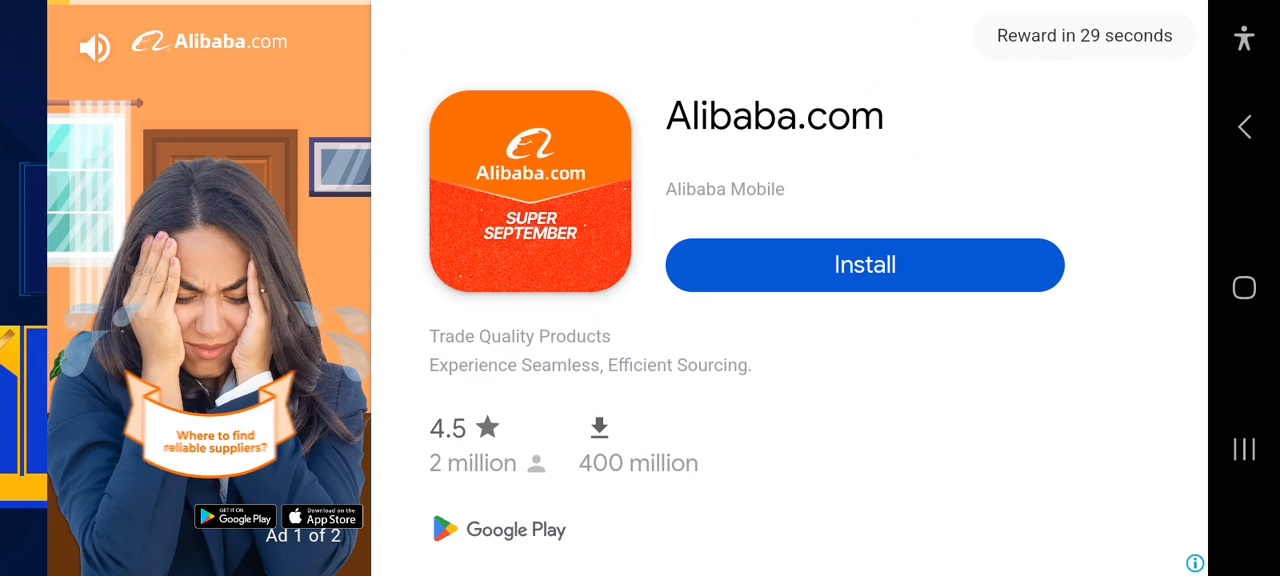 Alibaba.com
Where to find
reliable suppliers?
GET IT ON
Google Play
Download on the
App Store
Ad 1 of 2
Reward in 29 seconds
Alibaba.com
SUPER
SEPTEMBER
Alibaba.com
Alibaba Mobile
Install
Trade Quality Products
Experience Seamless, Efficient Sourcing.
4.5
2 million
400 million
Google Play